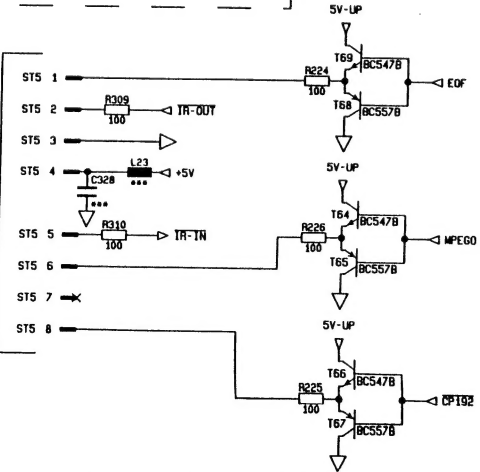 5V-UP
T69
BC547B
ST5 1
R224
100
EOF
T68
BC557B
ST5 2
R309
100
IR-OUT
ST5 3
ST5 4
L23
***
+5V
C328
***
5V-UP
T64
BC547B
ST5 5
R310
100
IR-IN
R226
100
MPEGO
T65
BC557B
ST5 6
ST5 7
ST5 8
5V-UP
T66
BC547B
R225
100
CP192
T67
BC557B